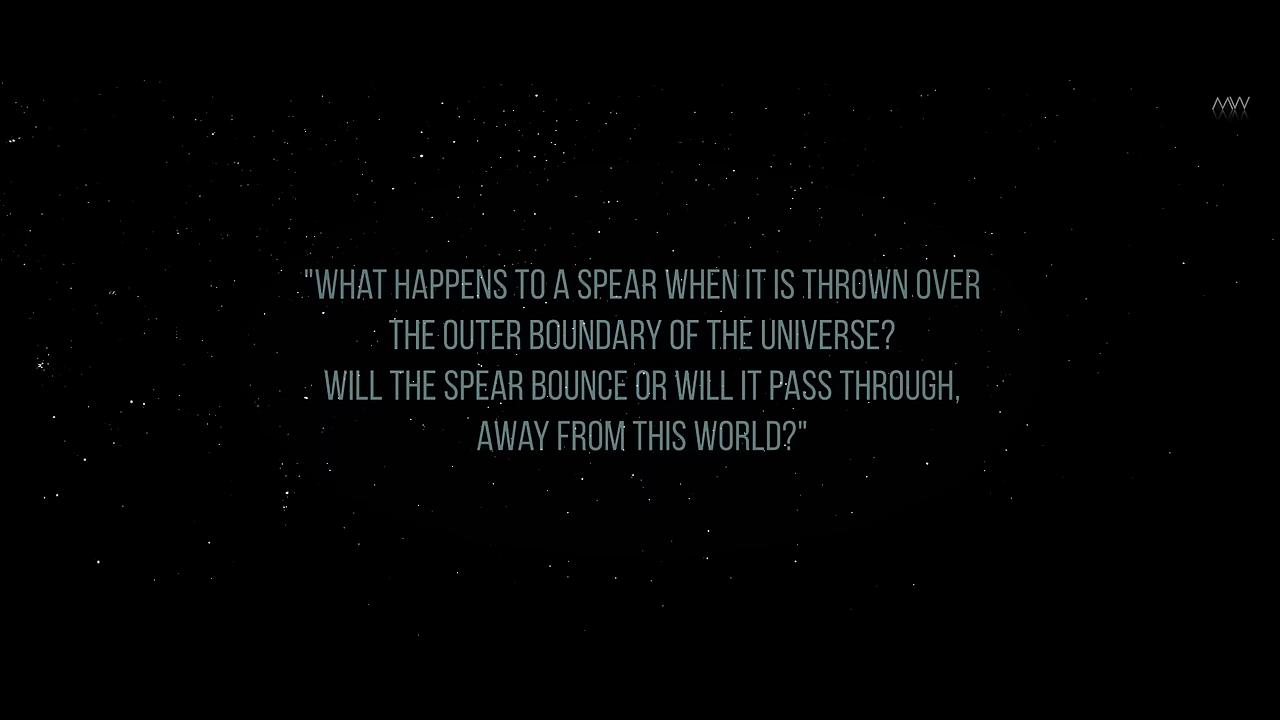 "WHAT HAPPENS TO A SPEAR WHEN IT IS THROWN OVER
THE OUTER BOUNDARY OF THE UNIVERSE?
WILL THE SPEAR BOUNCE OR WILL IT PASS THROUGH,
AWAY FROM THIS WORLD?"